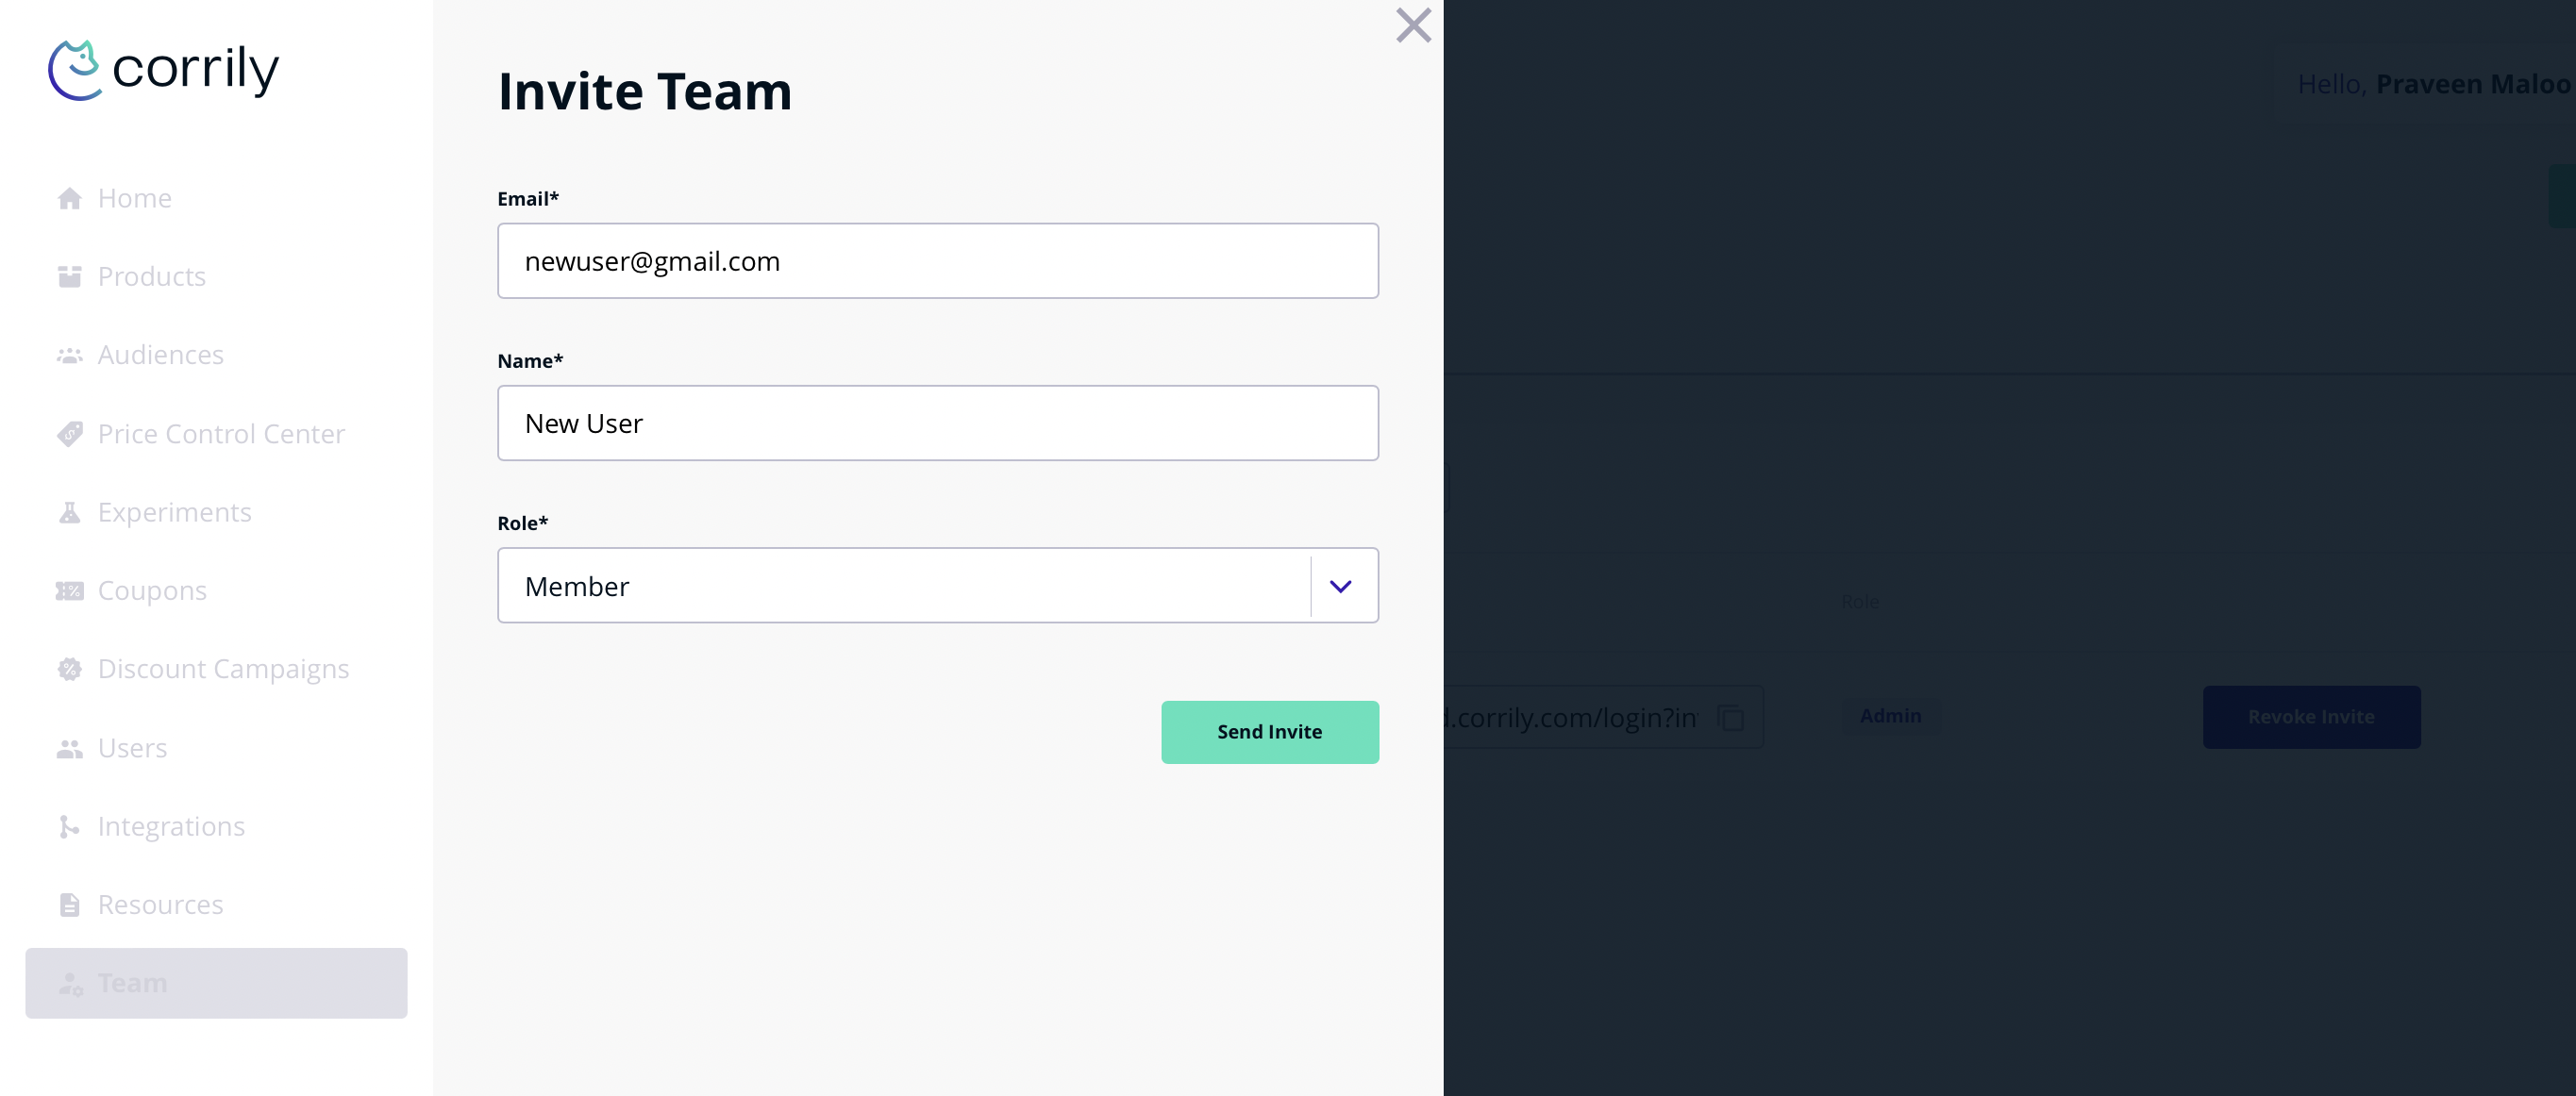 corrily
Home
Products
Audiences
Price Control Center
Experiments
Coupons
Discount Campaigns
Users
Integrations
Resources
Team
Invite Team
Email*
newuser@gmail.com
Name*
New User
Role*
Member
Send Invite
Hello, Praveen Maloo
Role
d.corrily.com/login?in
Admin
Revoke Invite